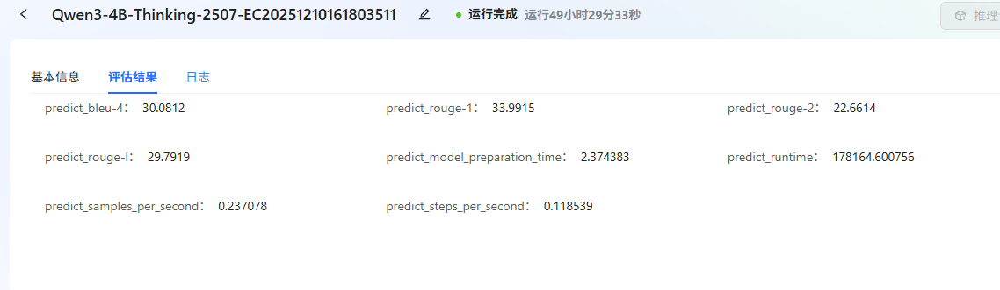 Qwen3-4B-Thinking-2507-EC20251210161803511 运行完成 运行49小时29分33秒 推理
基本信息 评估结果 日志
predict_bleu-4： 30.0812 predict_rouge-1： 33.9915 predict_rouge-2： 22.6614
predict_rouge-l： 29.7919 predict_model_preparation_time： 2.374383 predict_runtime： 178164.600756
predict_samples_per_second： 0.237078 predict_steps_per_second： 0.118539